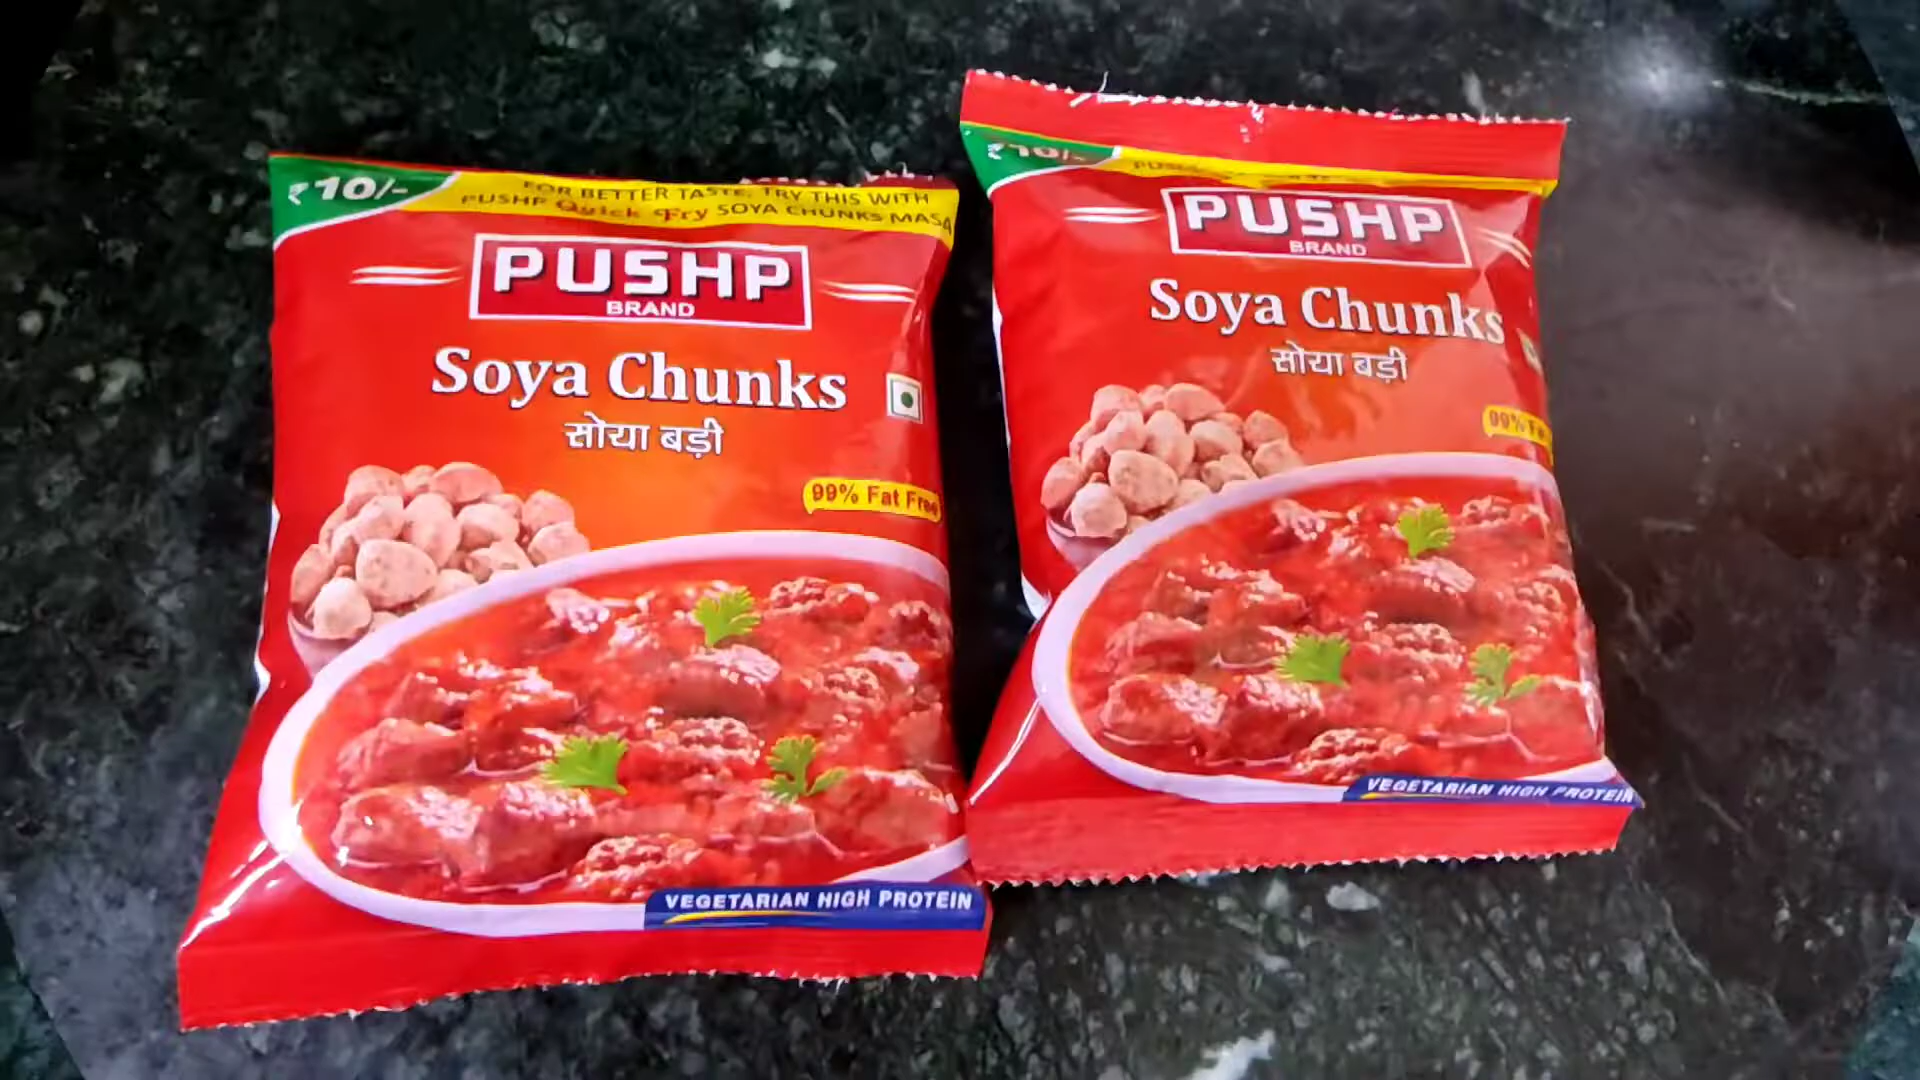 ₹10/-
FOR BETTER TASTE, TRY THIS WITH
PUSHP Quick Fry SOYA CHUNKS MASA
PUSHP
BRAND
Soya Chunks
सोया बड़ी
99% Fat Free
VEGETARIAN HIGH PROTEIN
₹10/-
PUSHP
BRAND
Soya Chunks
सोया बड़ी
99%
VEGETARIAN HIGH PROTEIN